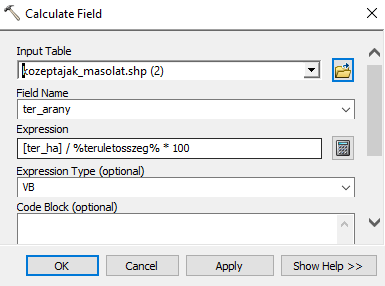 Calculate Field
Input Table
kozeptajak_masolat.shp (2)
Field Name
ter_arany
Expression
[ter_ha] / %teruletosszeg% * 100
Expression Type (optional)
VB
Code Block (optional)
OK Cancel Apply Show Help >>